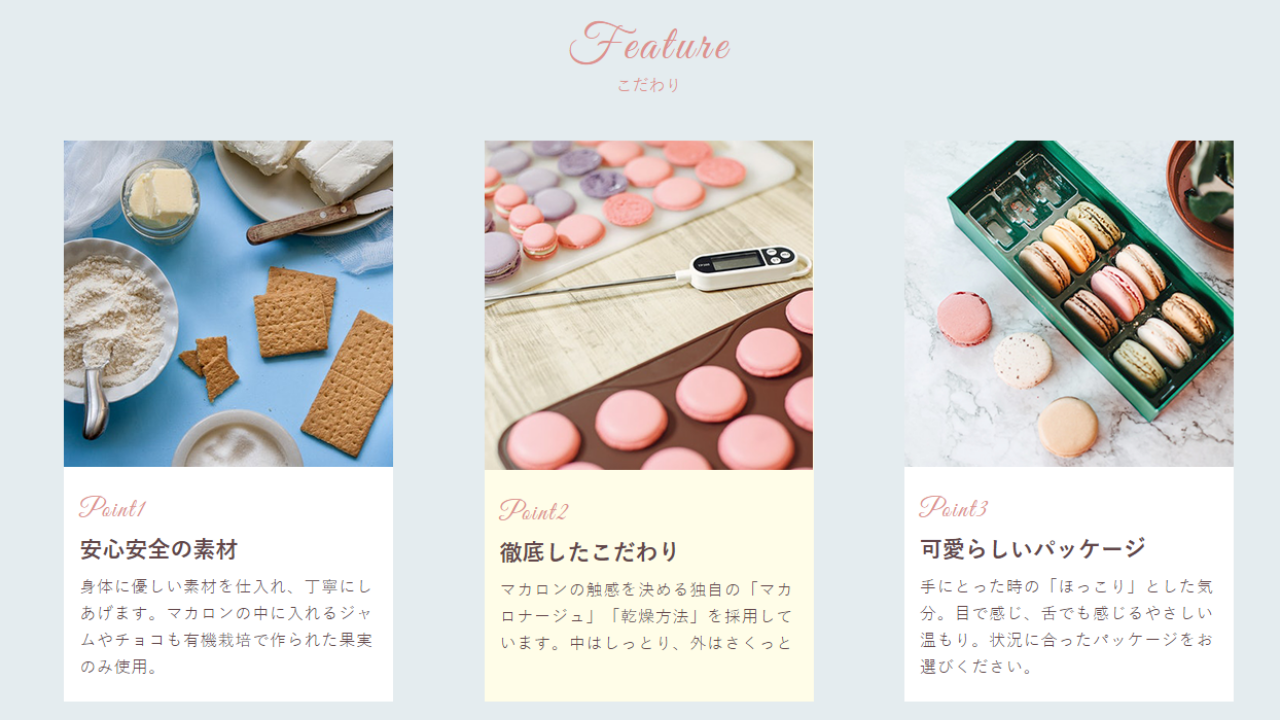 Feature
こだわり
Point1
安心安全の素材
身体に優しい素材を仕入れ、丁寧にし
あげます。マカロンの中に入れるジャ
ムやチョコも有機栽培で作られた果実
のみ使用。
Point2
徹底したこだわり
マカロンの触感を決める独自の「マカ
ロナージュ」「乾燥方法」を採用して
います。中はしっとり、外はさくっと
Point3
可愛らしいパッケージ
手にとった時の「ほっこり」とした気
分。目で感じ、舌でも感じるやさしい
温もり。状況に合ったパッケージをお
選びください。